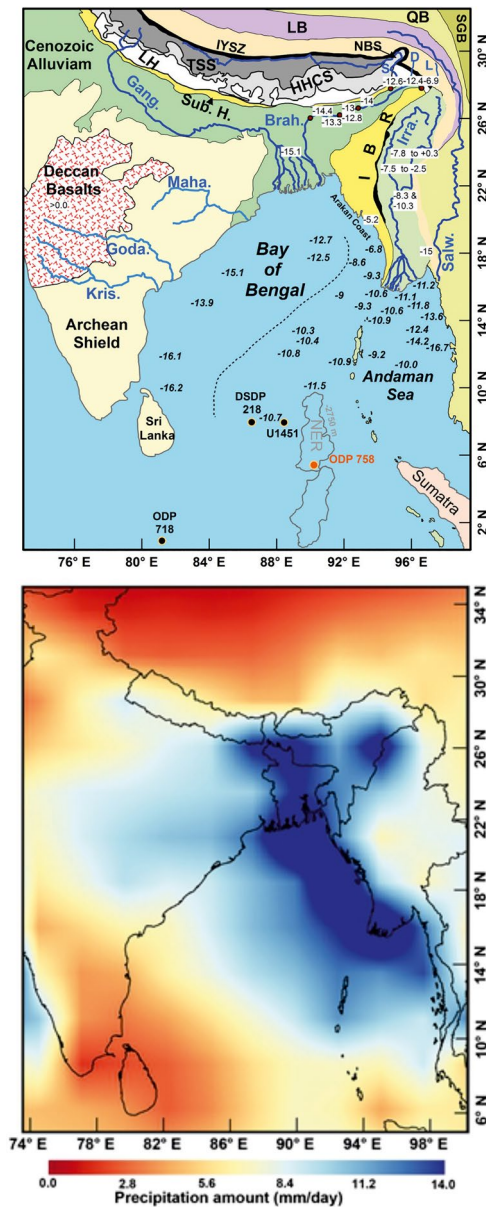 QB
LB
SGB
30° N
Cenozoic
Alluviam
IYSZ
NBS
TSS
LH
HHCS
S
D
L
-12.6
-12.4
-6.9
Gang.
Sub. H.
Brah.
-14.4
-13
-14
-13.3
-12.8
26° N
I B R
Irra.
-15.1
-7.8 to +0.3
-7.5 to -2.5
Deccan
Basalts
>0.0
Maha.
-8.3 &
-10.3
22° N
Arakan Coast
-5.2
Goda.
Bay
of
Bengal
-12.7
-12.5
-6.8
-8.6
-15
Salw.
18° N
Kris.
-15.1
-13.9
-9.3
-9
-10.6
-11.2
-11.1
-9.3
-10.6
-11.8
-10.9
-13.6
Archean
Shield
-10.3
-10.4
-10.8
-12.4
-14.2
-16.7
14° N
-16.1
-10.9
-9.2
-10.0
-16.2
-11.5
Andaman
Sea
10° N
DSDP
218
-10.7
U1451
-2750 m
NER
Sri
Lanka
ODP 758
6° N
Sumatra
ODP
718
2° N
76° E
80° E
84° E
88° E
92° E
96° E
34° N
30° N
26° N
22° N
18° N
14° N
10° N
6° N
74° E
78° E
82° E
86° E
90° E
94° E
98° E
0.0
2.8
5.6
8.4
11.2
14.0
Precipitation amount (mm/day)